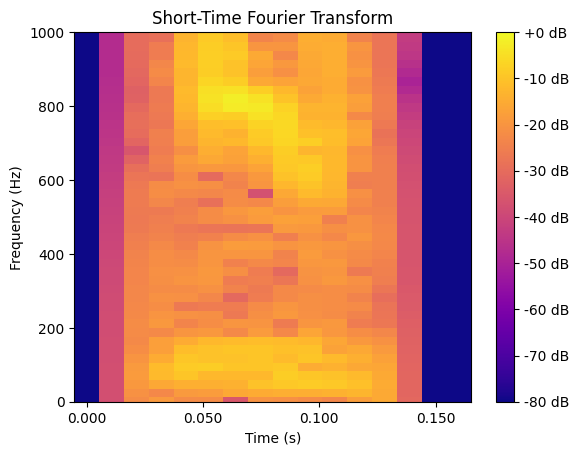 Short-Time Fourier Transform
1000
800
600
400
200
0
Frequency (Hz)
0.000
0.050
0.100
0.150
Time (s)
+0 dB
-10 dB
-20 dB
-30 dB
-40 dB
-50 dB
-60 dB
-70 dB
-80 dB